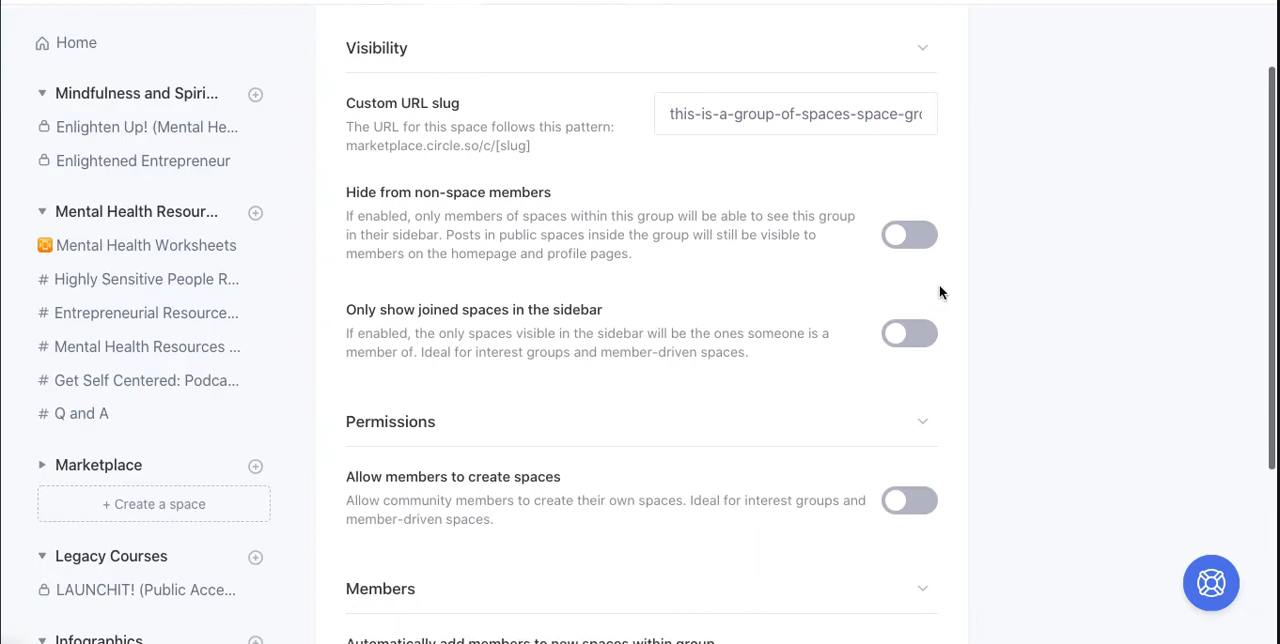 Home
Mindfulness and Spiri...
Enlighten Up! (Mental He...
Enlightened Entrepreneur
Mental Health Resour...
Mental Health Worksheets
# Highly Sensitive People R...
# Entrepreneurial Resource...
# Mental Health Resources ...
# Get Self Centered: Podca...
# Q and A
Marketplace
+ Create a space
Legacy Courses
LAUNCHIT! (Public Acce...
Infographics
Visibility
Custom URL slug
The URL for this space follows this pattern:
marketplace.circle.so/c/[slug]
this-is-a-group-of-spaces-space-gro
Hide from non-space members
If enabled, only members of spaces within this group will be able to see this group
in their sidebar. Posts in public spaces inside the group will still be visible to
members on the homepage and profile pages.
Only show joined spaces in the sidebar
If enabled, the only spaces visible in the sidebar will be the ones someone is a
member of. Ideal for interest groups and member-driven spaces.
Permissions
Allow members to create spaces
Allow community members to create their own spaces. Ideal for interest groups and
member-driven spaces.
Members
Automatically add members to new spaces within group